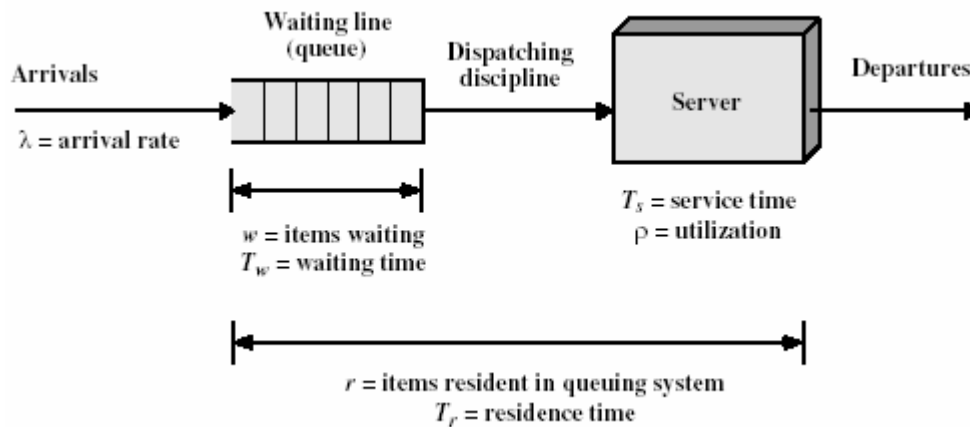 Waiting line
(queue)
Dispatching
discipline
Arrivals
Departures
Server
λ = arrival rate
T_s = service time
ρ = utilization
w = items waiting
T_w = waiting time
r = items resident in queuing system
T_r = residence time